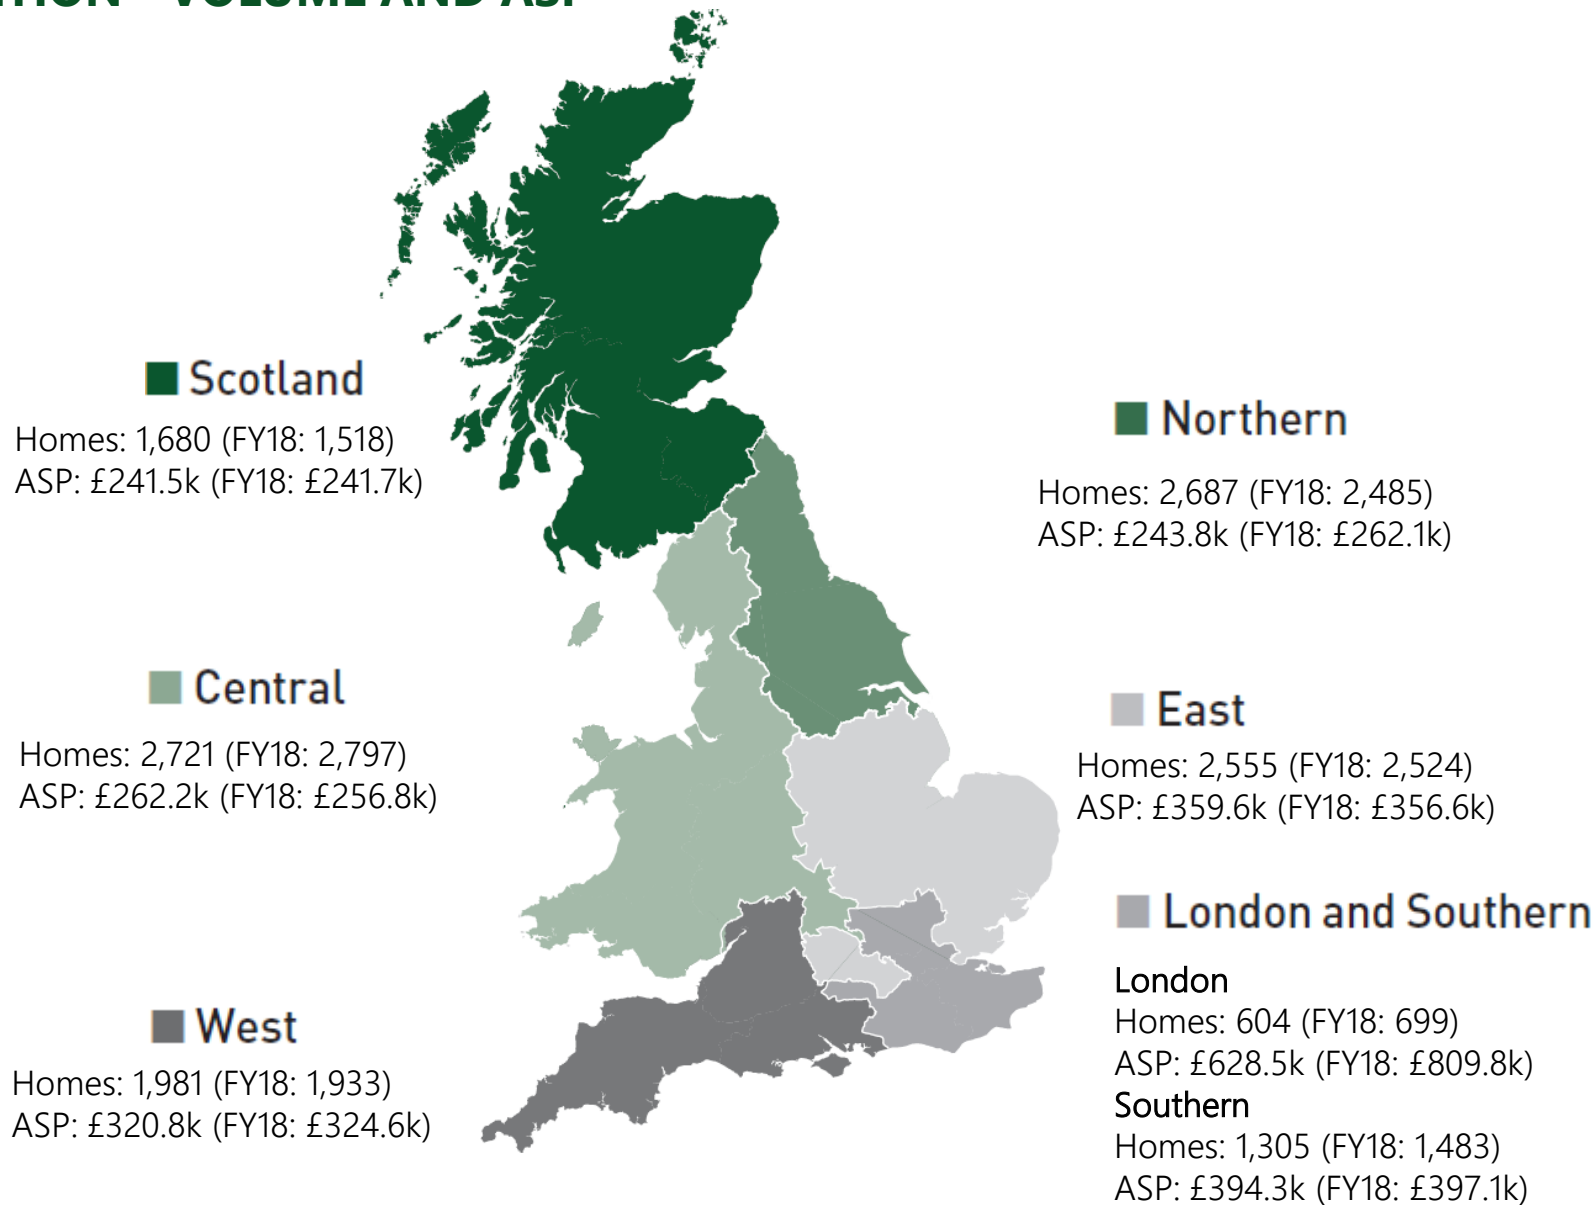 VOLUME AND ASP
Scotland
Homes: 1,680 (FY18: 1,518)
ASP: £241.5k (FY18: £241.7k)
Northern
Homes: 2,687 (FY18: 2,485)
ASP: £243.8k (FY18: £262.1k)
Central
Homes: 2,721 (FY18: 2,797)
ASP: £262.2k (FY18: £256.8k)
East
Homes: 2,555 (FY18: 2,524)
ASP: £359.6k (FY18: £356.6k)
London and Southern
London
Homes: 604 (FY18: 699)
ASP: £628.5k (FY18: £809.8k)
Southern
Homes: 1,305 (FY18: 1,483)
ASP: £394.3k (FY18: £397.1k)
West
Homes: 1,981 (FY18: 1,933)
ASP: £320.8k (FY18: £324.6k)